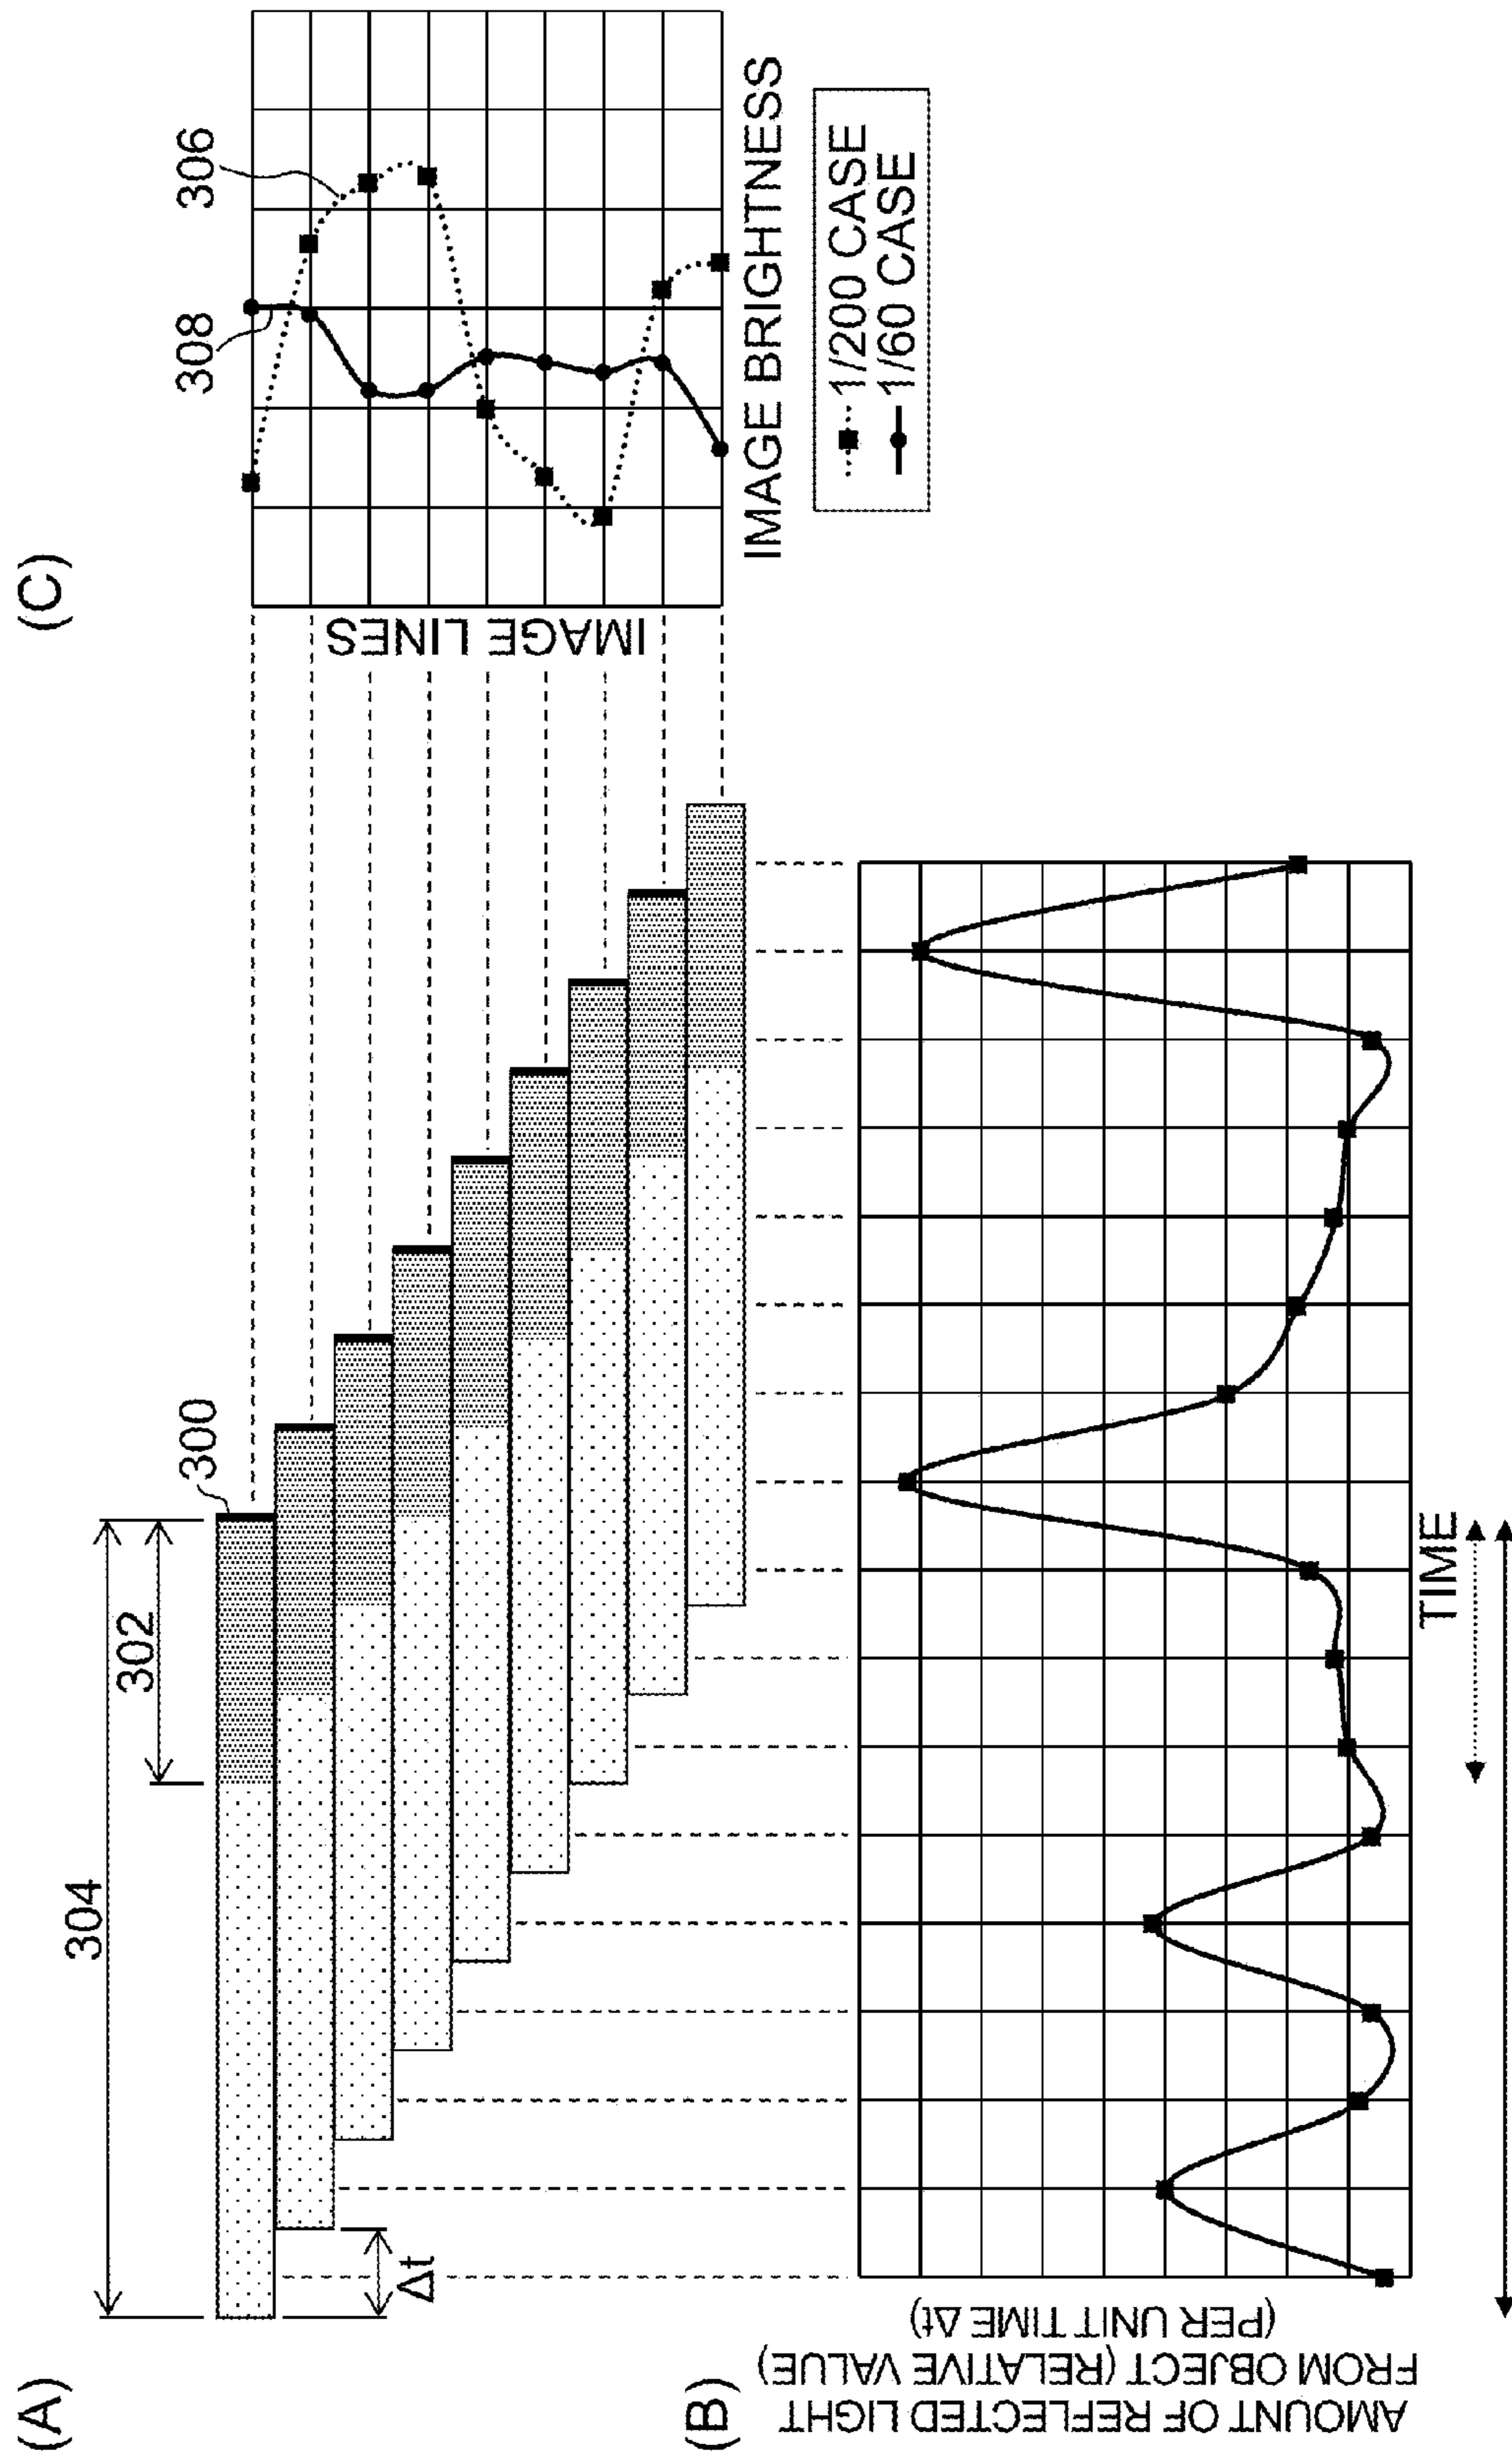 (A)
304
302
300
Δt
(B)
AMOUNT OF REFLECTED LIGHT
FROM OBJECT (RELATIVE VALUE)
(PER UNIT TIME Δt)
TIME
(C)
308
306
IMAGE LINES
IMAGE BRIGHTNESS
1/200 CASE
1/60 CASE